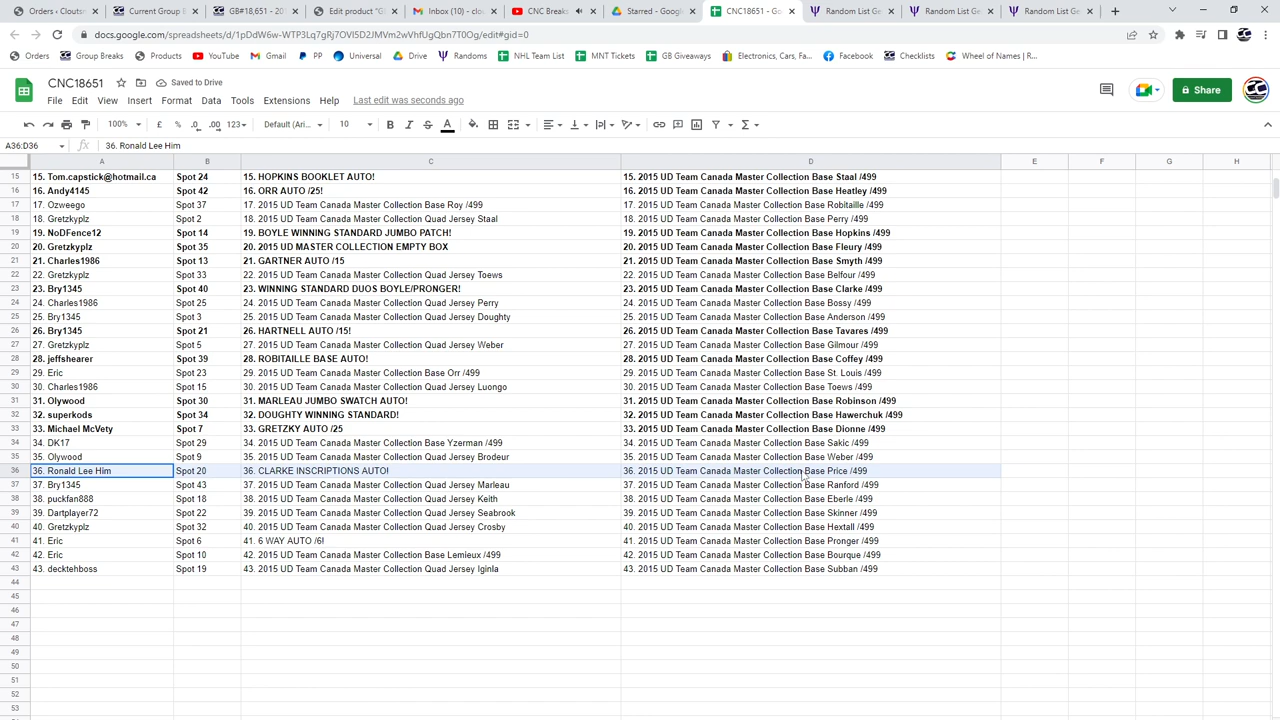 Orders · Cloutsn
Current Group B
GB#18,651 - 201
Edit product "GB
Inbox (10) - clou
CNC Breaks
Starred - Google
CNC18651 - Go
Random List Ge
Random List Ge
Random List Ge
docs.google.com/spreadsheets/d/1pDdW6w-WTP3Lq7gRj7OVI5D2JMVm2wVhfUgQbn7T0Og/edit#gid=0
Orders
Group Breaks
Products
YouTube
Gmail
PP
Universal
Drive
Randoms
NHL Team List
MNT Tickets
GB Giveaways
Electronics, Cars, Fa...
Facebook
Checklists
Wheel of Names | R...
CNC18651
Saved to Drive
File Edit View Insert Format Data Tools Extensions Help Last edit was seconds ago
Share
100% £ % .0 .00 123 Default (Ari... 10 B I S A
A36:D36 fx 36. Ronald Lee Him
A B C D E F G H
15 15. Tom.capstick@hotmail.ca Spot 24 15. HOPKINS BOOKLET AUTO! 15. 2015 UD Team Canada Master Collection Base Staal /499
16 16. Andy4145 Spot 42 16. ORR AUTO /25! 16. 2015 UD Team Canada Master Collection Base Heatley /499
17 17. Ozweego Spot 37 17. 2015 UD Team Canada Master Collection Base Roy /499 17. 2015 UD Team Canada Master Collection Base Robitaille /499
18 18. Gretzkyplz Spot 2 18. 2015 UD Team Canada Master Collection Quad Jersey Staal 18. 2015 UD Team Canada Master Collection Base Perry /499
19 19. NoDFence12 Spot 14 19. BOYLE WINNING STANDARD JUMBO PATCH! 19. 2015 UD Team Canada Master Collection Base Hopkins /499
20 20. Gretzkyplz Spot 35 20. 2015 UD MASTER COLLECTION EMPTY BOX 20. 2015 UD Team Canada Master Collection Base Fleury /499
21 21. Charles1986 Spot 13 21. GARTNER AUTO /15 21. 2015 UD Team Canada Master Collection Base Smyth /499
22 22. Gretzkyplz Spot 33 22. 2015 UD Team Canada Master Collection Quad Jersey Toews 22. 2015 UD Team Canada Master Collection Base Belfour /499
23 23. Bry1345 Spot 40 23. WINNING STANDARD DUOS BOYLE/PRONGER! 23. 2015 UD Team Canada Master Collection Base Clarke /499
24 24. Charles1986 Spot 25 24. 2015 UD Team Canada Master Collection Quad Jersey Perry 24. 2015 UD Team Canada Master Collection Base Bossy /499
25 25. Bry1345 Spot 3 25. 2015 UD Team Canada Master Collection Quad Jersey Doughty 25. 2015 UD Team Canada Master Collection Base Anderson /499
26 26. Bry1345 Spot 21 26. HARTNELL AUTO /15! 26. 2015 UD Team Canada Master Collection Base Tavares /499
27 27. Gretzkyplz Spot 5 27. 2015 UD Team Canada Master Collection Quad Jersey Weber 27. 2015 UD Team Canada Master Collection Base Gilmour /499
28 28. jeffshearer Spot 39 28. ROBITAILLE BASE AUTO! 28. 2015 UD Team Canada Master Collection Base Coffey /499
29 29. Eric Spot 23 29. 2015 UD Team Canada Master Collection Base Orr /499 29. 2015 UD Team Canada Master Collection Base St. Louis /499
30 30. Charles1986 Spot 15 30. 2015 UD Team Canada Master Collection Quad Jersey Luongo 30. 2015 UD Team Canada Master Collection Base Toews /499
31 31. Olywood Spot 30 31. MARLEAU JUMBO SWATCH AUTO! 31. 2015 UD Team Canada Master Collection Base Robinson /499
32 32. superkods Spot 34 32. DOUGHTY WINNING STANDARD! 32. 2015 UD Team Canada Master Collection Base Hawerchuk /499
33 33. Michael McVety Spot 7 33. GRETZKY AUTO /25 33. 2015 UD Team Canada Master Collection Base Dionne /499
34 34. DK17 Spot 29 34. 2015 UD Team Canada Master Collection Base Yzerman /499 34. 2015 UD Team Canada Master Collection Base Sakic /499
35 35. Olywood Spot 9 35. 2015 UD Team Canada Master Collection Quad Jersey Brodeur 35. 2015 UD Team Canada Master Collection Base Weber /499
36 36. Ronald Lee Him Spot 20 36. CLARKE INSCRIPTIONS AUTO! 36. 2015 UD Team Canada Master Collection Base Price /499
37 37. Bry1345 Spot 43 37. 2015 UD Team Canada Master Collection Quad Jersey Marleau 37. 2015 UD Team Canada Master Collection Base Ranford /499
38 38. puckfan888 Spot 18 38. 2015 UD Team Canada Master Collection Quad Jersey Keith 38. 2015 UD Team Canada Master Collection Base Eberle /499
39 39. Dartplayer72 Spot 22 39. 2015 UD Team Canada Master Collection Quad Jersey Seabrook 39. 2015 UD Team Canada Master Collection Base Skinner /499
40 40. Gretzkyplz Spot 32 40. 2015 UD Team Canada Master Collection Quad Jersey Crosby 40. 2015 UD Team Canada Master Collection Base Hextall /499
41 41. Eric Spot 6 41. 6 WAY AUTO /6! 41. 2015 UD Team Canada Master Collection Base Pronger /499
42 42. Eric Spot 10 42. 2015 UD Team Canada Master Collection Base Lemieux /499 42. 2015 UD Team Canada Master Collection Base Bourque /499
43 43. decktehboss Spot 19 43. 2015 UD Team Canada Master Collection Quad Jersey Iginla 43. 2015 UD Team Canada Master Collection Base Subban /499
44
45
46
47
48
49
50
51
52
53